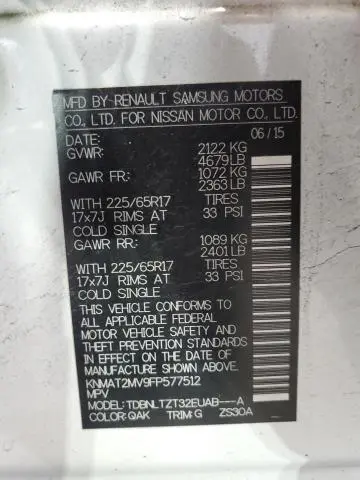 MFD BY RENAULT SAMSUNG MOTORS
CO., LTD. FOR NISSAN MOTOR CO., LTD.
DATE: 06/15
GVWR: 2122 KG
4679 LB
GAWR FR: 1072 KG
2363 LB
WITH 225/65R17 TIRES
17x7J RIMS AT 33 PSI
COLD SINGLE
GAWR RR: 1089 KG
2401 LB
WITH 225/65R17 TIRES
17x7J RIMS AT 33 PSI
COLD SINGLE
THIS VEHICLE CONFORMS TO
ALL APPLICABLE FEDERAL
MOTOR VEHICLE SAFETY AND
THEFT PREVENTION STANDARDS
IN EFFECT ON THE DATE OF
MANUFACTURE SHOWN ABOVE
KNMAT2MV9FP577512
MPV
MODEL: TDBNLTZT32EUAB---A
COLOR: QAK TRIM: G ZS30A